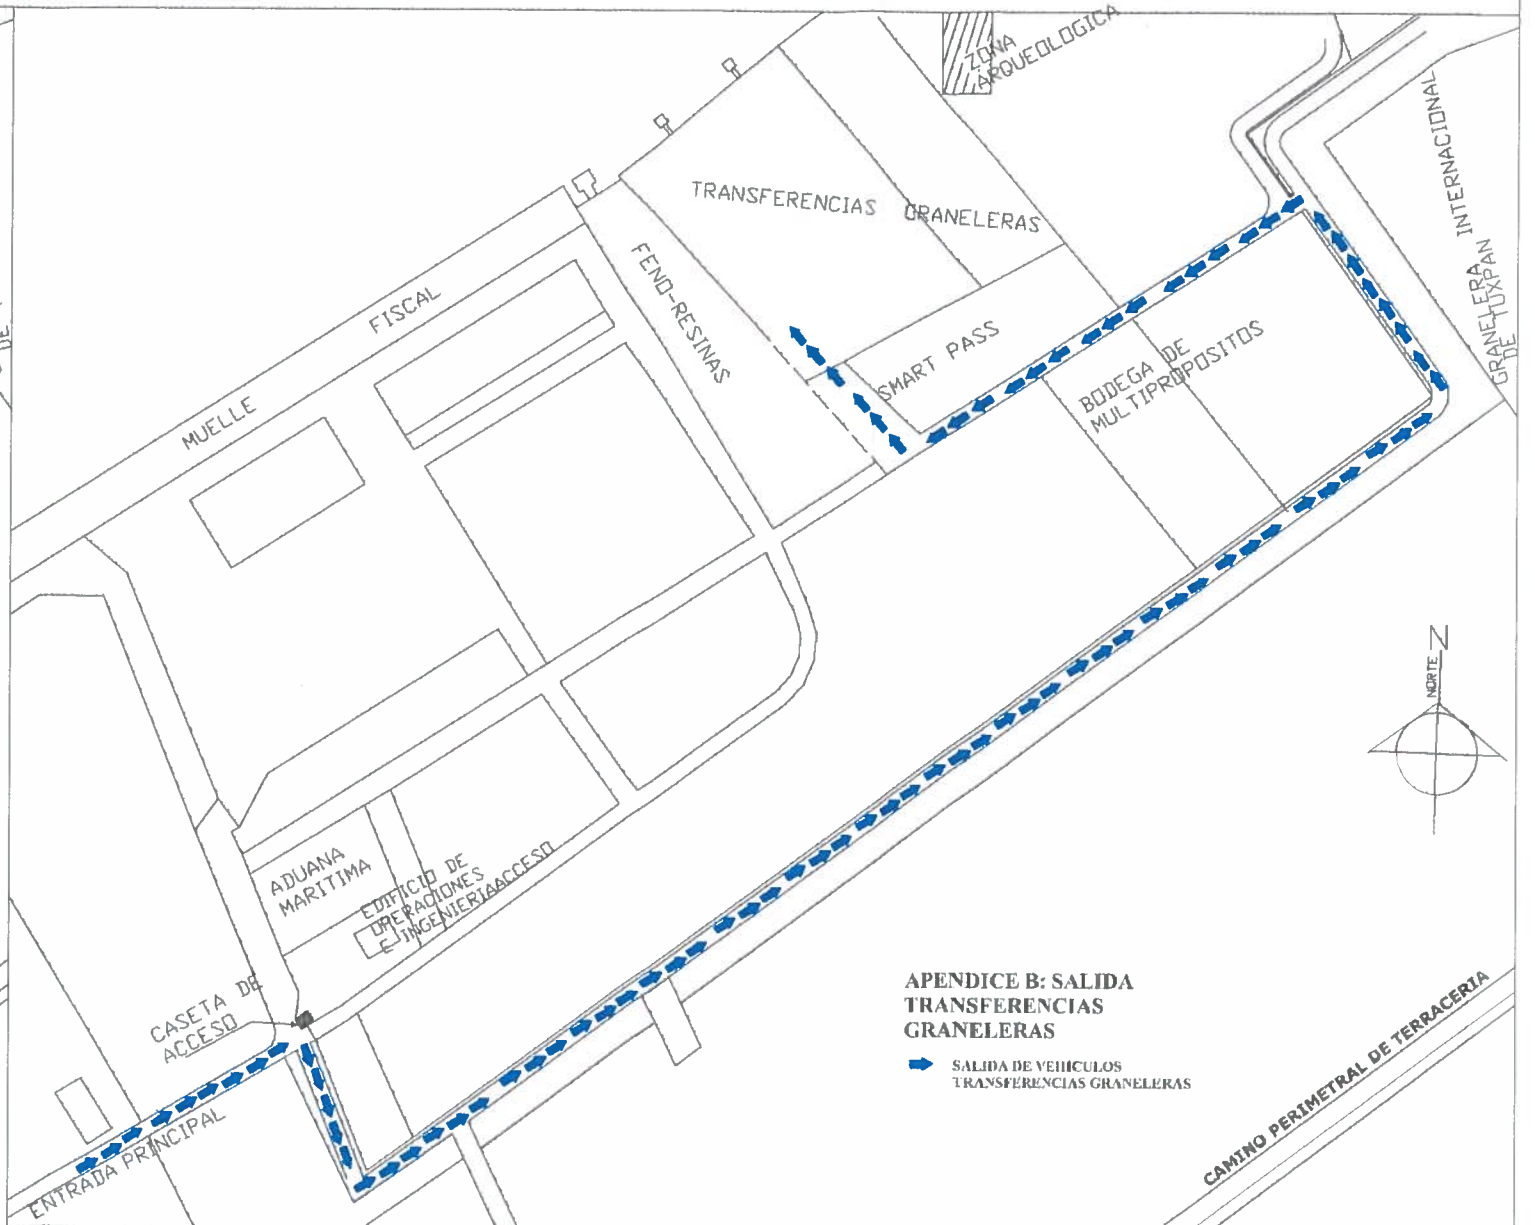 ZONA
ARQUEOLOGICA
TRANSFERENCIAS GRANELERAS
INTERNACIONAL
GRANELERA
DE TUXPAN
FENO-RESINAS
MUELLE FISCAL
SMART PASS
BODEGA DE
MULTIPROPOSITOS
DE
NORTE
N
ADUANA
MARITIMA
EDIFICIO DE
OPERACIONES
E INGENIERIA
ACCESO
CASETA DE
ACCESO
ENTRADA PRINCIPAL
APENDICE B: SALIDA
TRANSFERENCIAS
GRANELERAS
SALIDA DE VEHICULOS
TRANSFERENCIAS GRANELERAS
CAMINO PERIMETRAL DE TERRACERIA